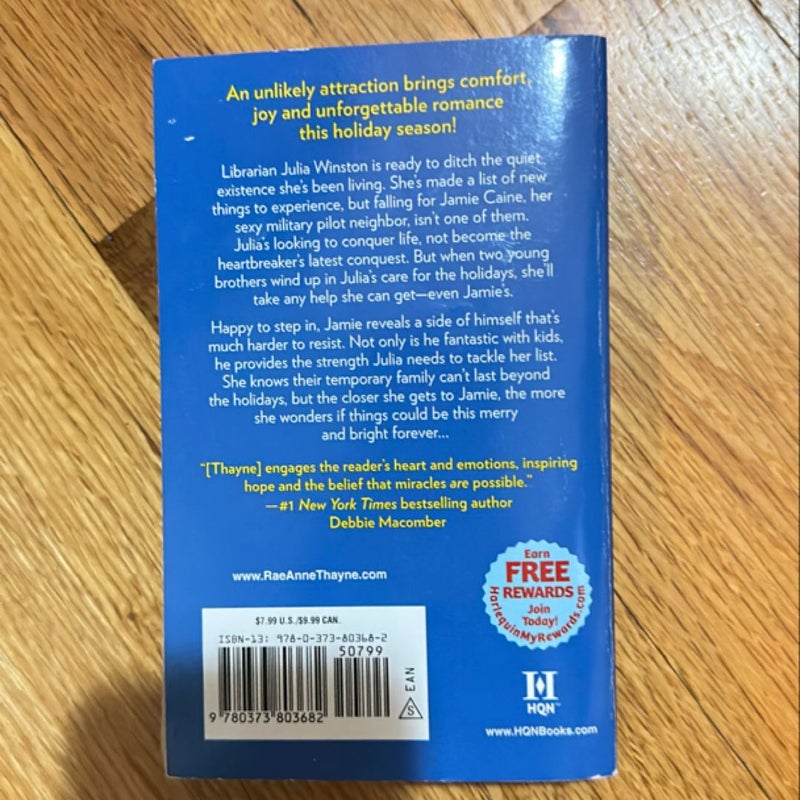 An unlikely attraction brings comfort,
joy and unforgettable romance
this holiday season!
Librarian Julia Winston is ready to ditch the quiet
existence she's been living. She's made a list of new
things to experience, but falling for Jamie Caine, her
sexy military pilot neighbor, isn't one of them.
Julia's looking to conquer life, not become the
heartbreaker's latest conquest. But when two young
brothers wind up in Julia's care for the holidays, she'll
take any help she can get—even Jamie's.
Happy to step in, Jamie reveals a side of himself that's
much harder to resist. Not only is he fantastic with kids,
he provides the strength Julia needs to tackle her list.
She knows their temporary family can't last beyond
the holidays, but the closer she gets to Jamie, the more
she wonders if things could be this merry
and bright forever...
"[Thayne] engages the reader's heart and emotions, inspiring
hope and the belief that miracles are possible."
—#1 New York Times bestselling author
Debbie Macomber
www.RaeAnneThayne.com
Earn
FREE
REWARDS
Join
Today!
HarlequinMyRewards.com
$7.99 U.S./$9.99 CAN.
ISBN-13: 978-0-373-80368-2
50799
EAN
S
9 780373 803682
H
HQN™
www.HQNBooks.com